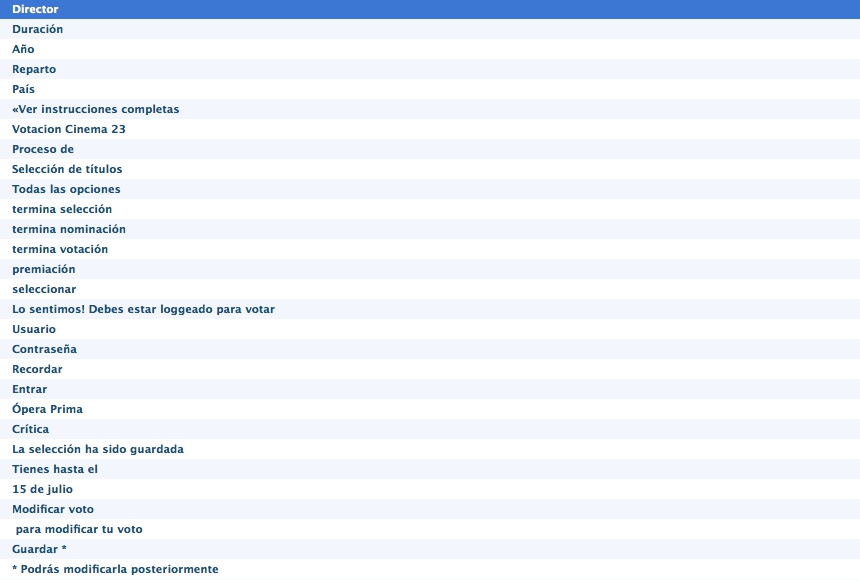 Director
Duración
Año
Reparto
País
«Ver instrucciones completas
Votacion Cinema 23
Proceso de
Selección de títulos
Todas las opciones
termina selección
termina nominación
termina votación
premiación
seleccionar
Lo sentimos! Debes estar loggeado para votar
Usuario
Contraseña
Recordar
Entrar
Ópera Prima
Crítica
La selección ha sido guardada
Tienes hasta el
15 de julio
Modificar voto
para modificar tu voto
Guardar *
* Podrás modificarla posteriormente